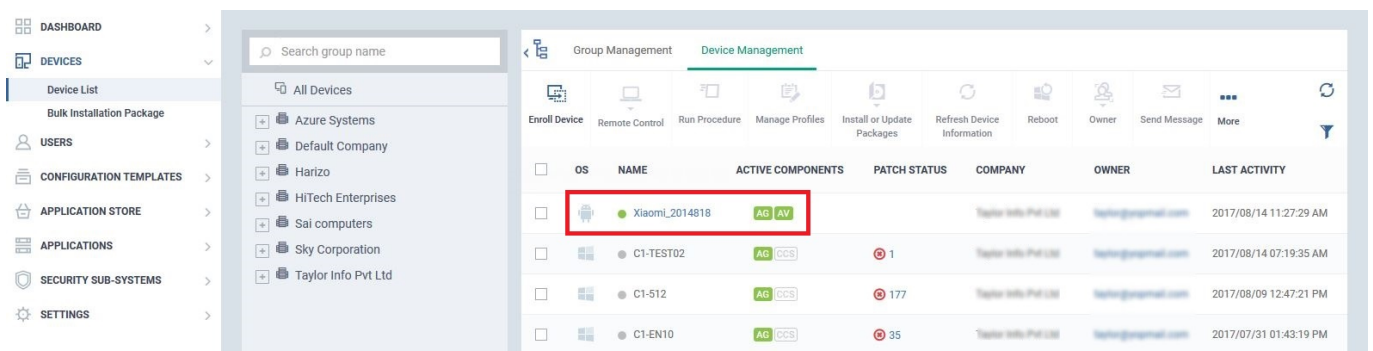 DASHBOARD
DEVICES
Device List
Bulk Installation Package
USERS
CONFIGURATION TEMPLATES
APPLICATION STORE
APPLICATIONS
SECURITY SUB-SYSTEMS
SETTINGS
Search group name
All Devices
Azure Systems
Default Company
Harizo
HiTech Enterprises
Sai computers
Sky Corporation
Taylor Info Pvt Ltd
Group Management Device Management
Enroll Device Remote Control Run Procedure Manage Profiles Install or Update Packages Refresh Device Information Reboot Owner Send Message More
OS NAME ACTIVE COMPONENTS PATCH STATUS COMPANY OWNER LAST ACTIVITY
Xiaomi_2014818 AG AV 2017/08/14 11:27:29 AM
C1-TEST02 AG CCS 1 2017/08/14 07:19:35 AM
C1-512 AG CCS 177 2017/08/09 12:47:21 PM
C1-EN10 AG CCS 35 2017/07/31 01:43:19 PM